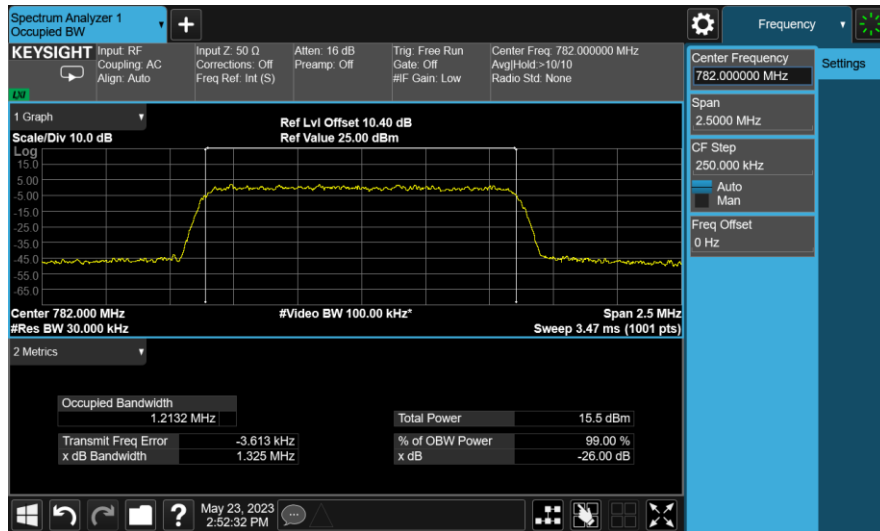 Spectrum Analyzer 1
Occupied BW
+
Frequency
KEYSIGHT
Input: RF
Coupling: AC
Align: Auto
Input Z: 50 Ω
Corrections: Off
Freq Ref: Int (S)
Atten: 16 dB
Preamp: Off
Trig: Free Run
Gate: Off
#IF Gain: Low
Center Freq: 782.000000 MHz
Avg|Hold:>10/10
Radio Std: None
LXI
Center Frequency
782.000000 MHz
Settings
Span
2.5000 MHz
CF Step
250.000 kHz
Auto
Man
Freq Offset
0 Hz
1 Graph
Scale/Div 10.0 dB
Ref Lvl Offset 10.40 dB
Ref Value 25.00 dBm
Log
15.0
5.00
-5.00
-15.0
-25.0
-35.0
-45.0
-55.0
-65.0
Center 782.000 MHz
#Res BW 30.000 kHz
#Video BW 100.00 kHz*
Span 2.5 MHz
Sweep 3.47 ms (1001 pts)
2 Metrics
Occupied Bandwidth
1.2132 MHz
Transmit Freq Error -3.613 kHz
x dB Bandwidth 1.325 MHz
Total Power 15.5 dBm
% of OBW Power 99.00 %
x dB -26.00 dB
?
May 23, 2023
2:52:32 PM